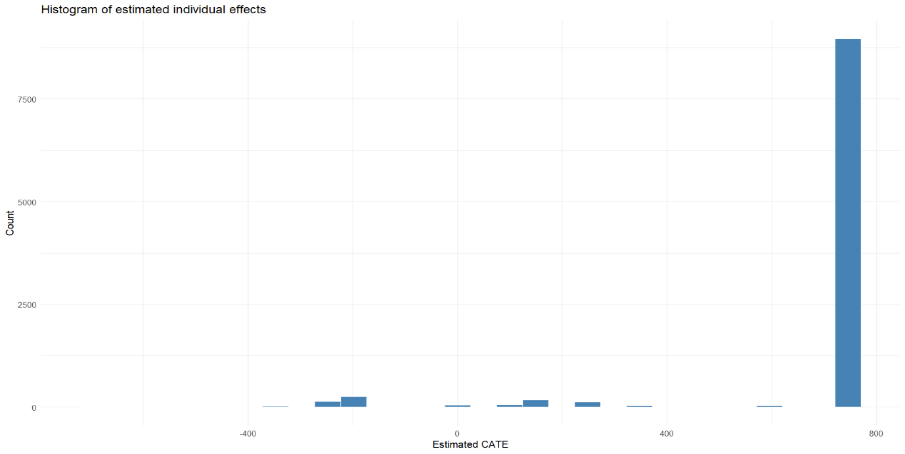 Histogram of estimated individual effects
7500
5000
2500
0
Count
-400 0 400 800
Estimated CATE